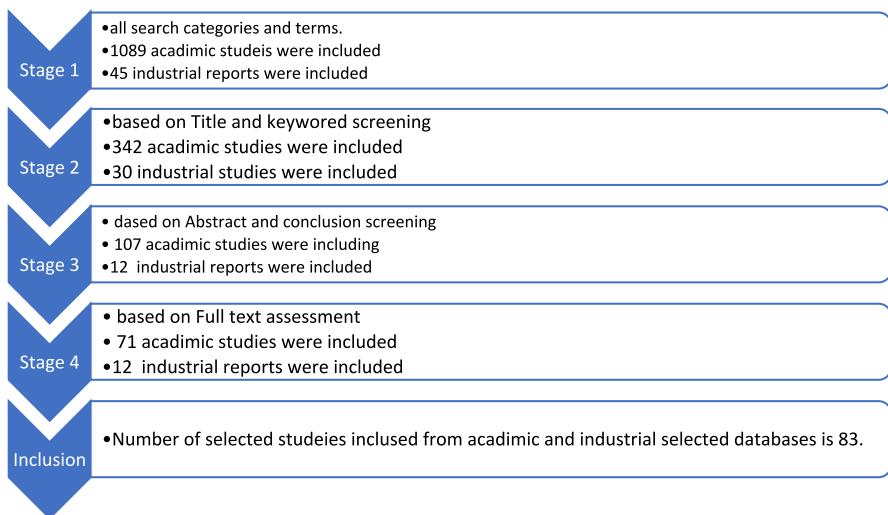 Stage 1
•all search categories and terms.
•1089 acadimic studeis were included
•45 industrial reports were included
Stage 2
•based on Title and keywored screening
•342 acadimic studies were included
•30 industrial studies were included
Stage 3
• dased on Abstract and conclusion screening
• 107 acadimic studies were including
•12  industrial reports were included
Stage 4
• based on Full text assessment
• 71 acadimic studies were included
•12  industrial reports were included
Inclusion
•Number of selected studeies inclused from acadimic and industrial selected databases is 83.